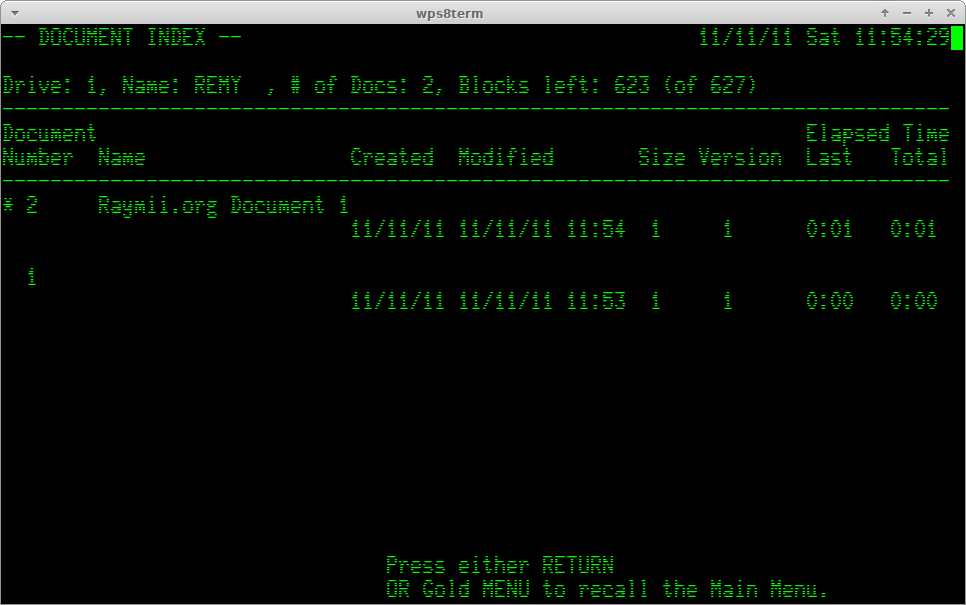 wps8term
-- DOCUMENT INDEX -- 11/11/11 Sat 11:54:29
Drive: 1, Name: REMY , # of Docs: 2, Blocks left: 623 (of 627)
-------------------------------------------------------------------------------
Document Elapsed Time
Number Name Created Modified Size Version Last Total
-------------------------------------------------------------------------------
* 2 Raymii.org Document 1
11/11/11 11/11/11 11:54 1 1 0:01 0:01
1
11/11/11 11/11/11 11:53 1 1 0:00 0:00
Press either RETURN
OR Gold MENU to recall the Main Menu.